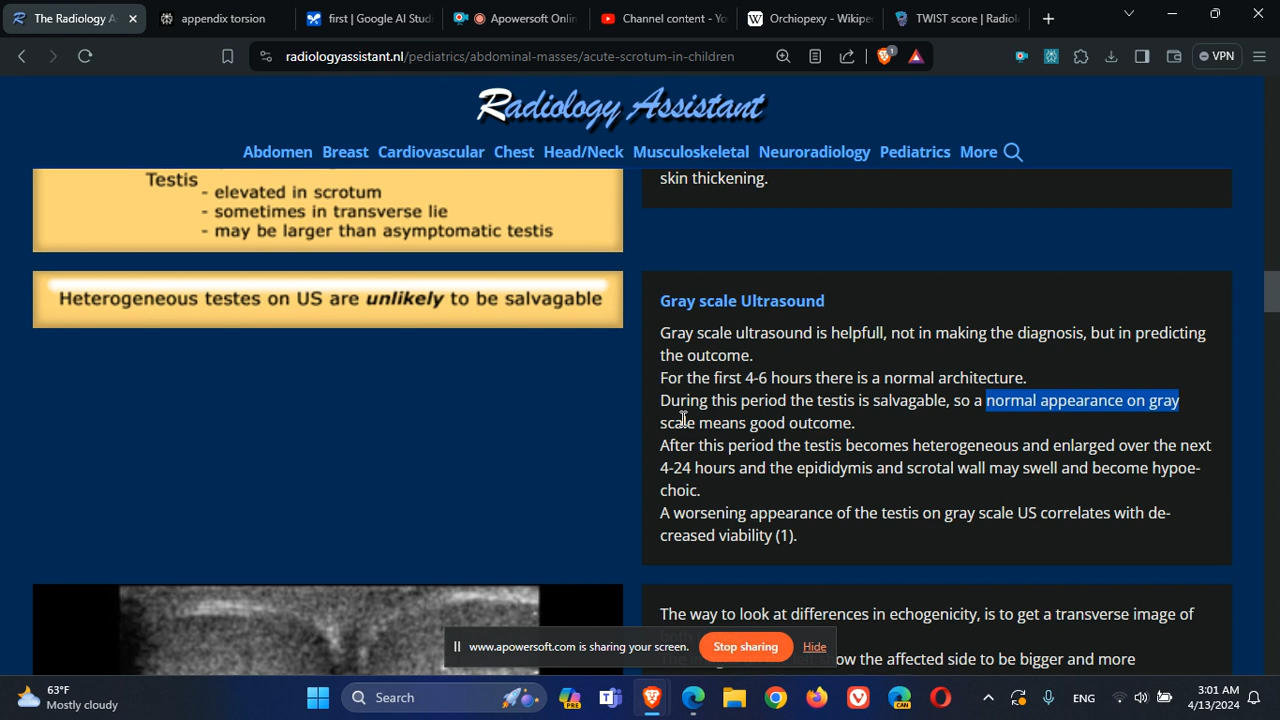 The Radiology A
appendix torsion
first | Google AI Stud
Apowersoft Onlin
Channel content - Yo
Orchiopexy - Wikipe
TWIST score | Radiol
radiologyassistant.nl/pediatrics/abdominal-masses/acute-scrotum-in-children
1
VPN
Radiology Assistant
Abdomen Breast Cardiovascular Chest Head/Neck Musculoskeletal Neuroradiology Pediatrics More
Testis
- elevated in scrotum
- sometimes in transverse lie
- may be larger than asymptomatic testis
skin thickening.
Heterogeneous testes on US are unlikely to be salvagable
Gray scale Ultrasound
Gray scale ultrasound is helpfull, not in making the diagnosis, but in predicting
the outcome.
For the first 4-6 hours there is a normal architecture.
During this period the testis is salvagable, so a normal appearance on gray
scale means good outcome.
After this period the testis becomes heterogeneous and enlarged over the next
4-24 hours and the epididymis and scrotal wall may swell and become hypoe-
choic.
A worsening appearance of the testis on gray scale US correlates with de-
creased viability (1).
The way to look at differences in echogenicity, is to get a transverse image of
show the affected side to be bigger and more
www.apowersoft.com is sharing your screen.
Stop sharing
Hide
63°F
Mostly cloudy
Search
PRE
CAN
ENG
3:01 AM
4/13/2024